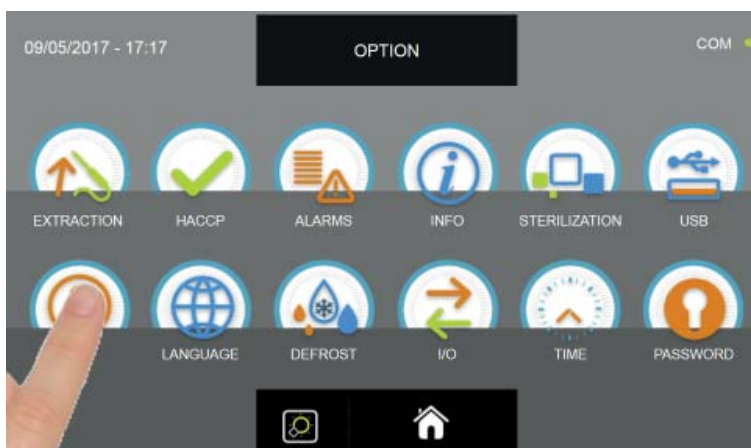 09/05/2017 - 17:17
OPTION
COM
EXTRACTION
HACCP
ALARMS
INFO
STERILIZATION
USB
LANGUAGE
DEFROST
I/O
TIME
PASSWORD